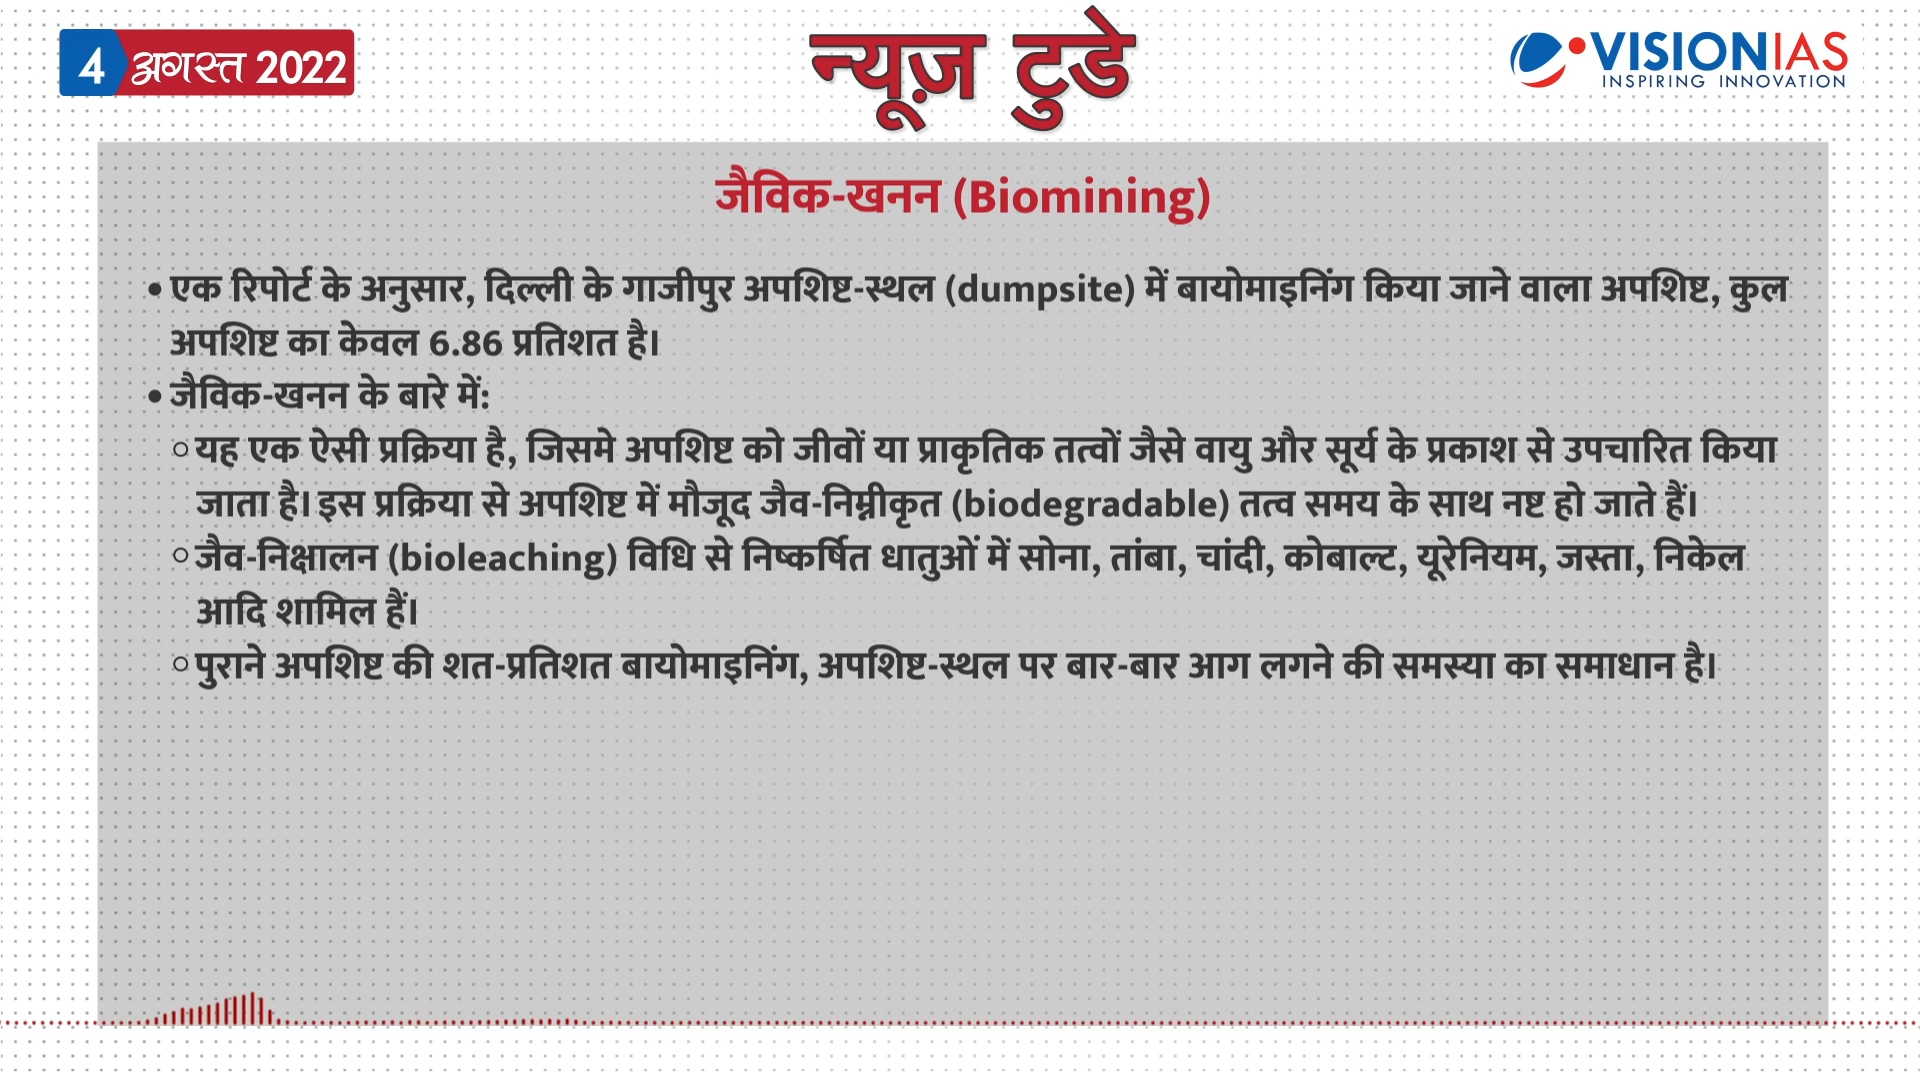 4 अगस्त 2022
न्यूज़ टुडे
VISIONIAS
INSPIRING INNOVATION
जैविक-खनन (Biomining)
• एक रिपोर्ट के अनुसार, दिल्ली के गाजीपुर अपशिष्ट-स्थल (dumpsite) में बायोमाइनिंग किया जाने वाला अपशिष्ट, कुल
अपशिष्ट का केवल 6.86 प्रतिशत है।
• जैविक-खनन के बारे में:
○ यह एक ऐसी प्रक्रिया है, जिसमे अपशिष्ट को जीवों या प्राकृतिक तत्वों जैसे वायु और सूर्य के प्रकाश से उपचारित किया
जाता है। इस प्रक्रिया से अपशिष्ट में मौजूद जैव-निम्नीकृत (biodegradable) तत्व समय के साथ नष्ट हो जाते हैं।
○ जैव-निक्षालन (bioleaching) विधि से निष्कर्षित धातुओं में सोना, तांबा, चांदी, कोबाल्ट, यूरेनियम, जस्ता, निकेल
आदि शामिल हैं।
○ पुराने अपशिष्ट की शत-प्रतिशत बायोमाइनिंग, अपशिष्ट-स्थल पर बार-बार आग लगने की समस्या का समाधान है।